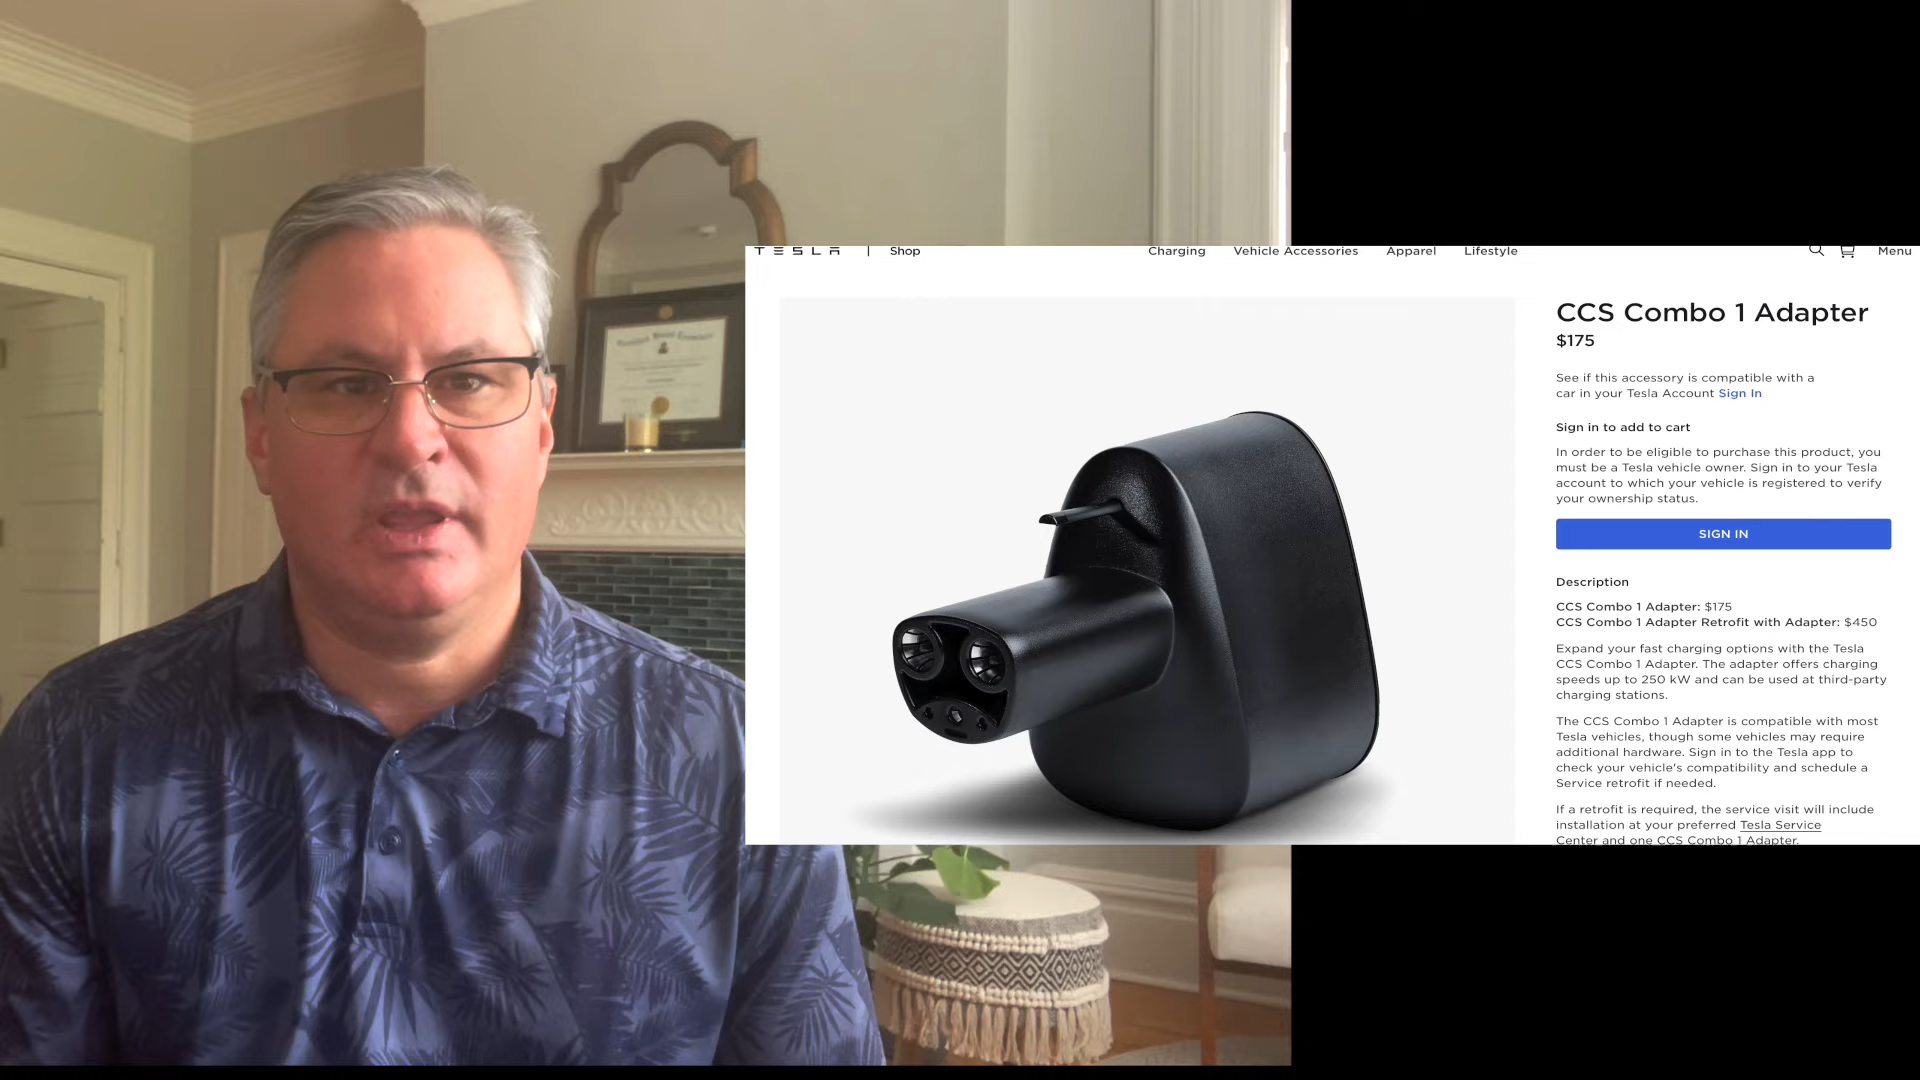 TESLA | Shop Charging Vehicle Accessories Apparel Lifestyle Menu
CCS Combo 1 Adapter
$175
See if this accessory is compatible with a
car in your Tesla Account Sign In
Sign in to add to cart
In order to be eligible to purchase this product, you
must be a Tesla vehicle owner. Sign in to your Tesla
account to which your vehicle is registered to verify
your ownership status.
SIGN IN
Description
CCS Combo 1 Adapter: $175
CCS Combo 1 Adapter Retrofit with Adapter: $450
Expand your fast charging options with the Tesla
CCS Combo 1 Adapter. The adapter offers charging
speeds up to 250 kW and can be used at third-party
charging stations.
The CCS Combo 1 Adapter is compatible with most
Tesla vehicles, though some vehicles may require
additional hardware. Sign in to the Tesla app to
check your vehicle's compatibility and schedule a
Service retrofit if needed.
If a retrofit is required, the service visit will include
installation at your preferred Tesla Service
Center and one CCS Combo 1 Adapter.